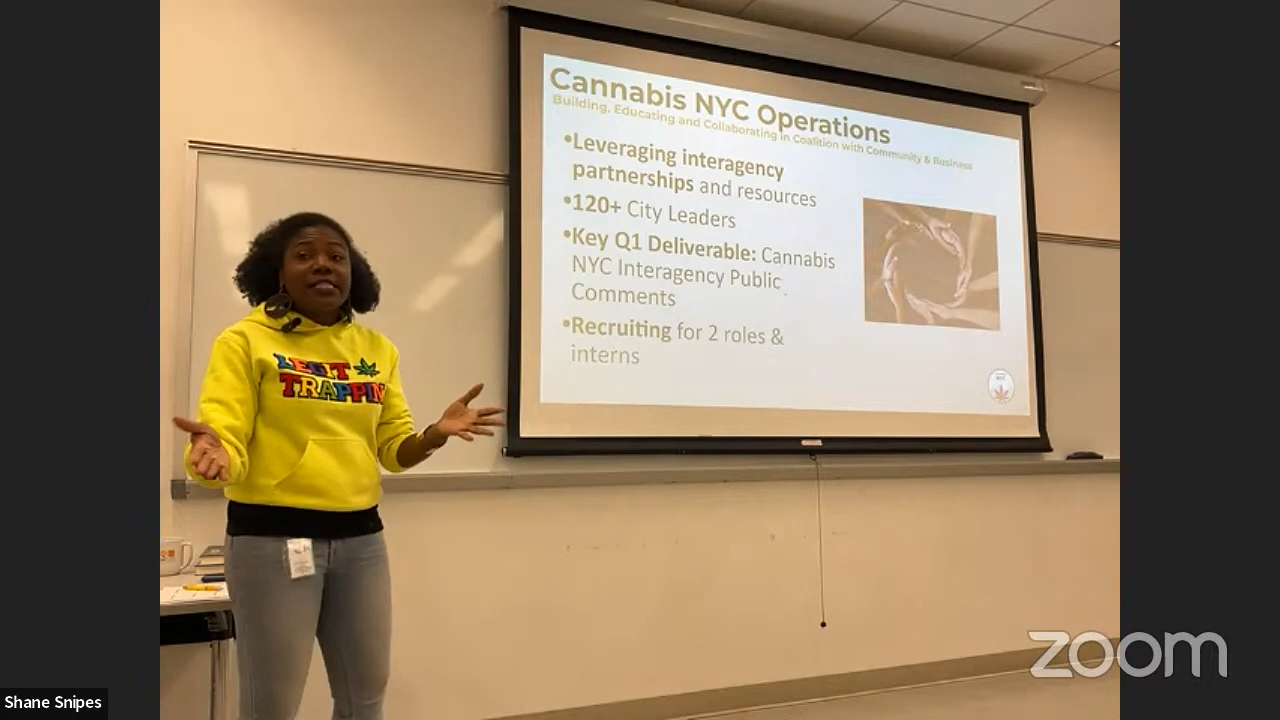 Cannabis NYC Operations
Building, Educating and Collaborating in Coalition with Community & Business
•Leveraging interagency
partnerships and resources
•120+ City Leaders
•Key Q1 Deliverable: Cannabis
NYC Interagency Public
Comments
•Recruiting for 2 roles &
interns
NYC
LEGIT
TRAPPIN
zoom
Shane Snipes